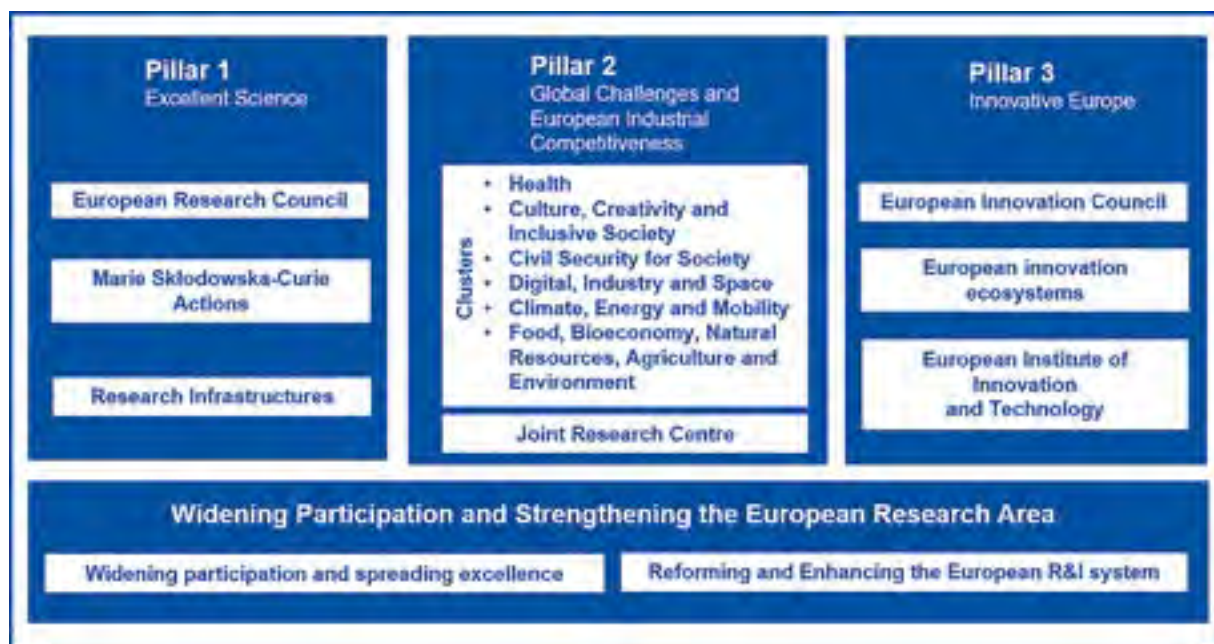 Pillar 1
Excellent Science
European Research Council
Marie Skłodowska-Curie
Actions
Research Infrastructures
Pillar 2
Global Challenges and
European Industrial
Competitiveness
Clusters
• Health
• Culture, Creativity and
Inclusive Society
• Civil Security for Society
• Digital, Industry and Space
• Climate, Energy and Mobility
• Food, Bioeconomy, Natural
Resources, Agriculture and
Environment
Joint Research Centre
Pillar 3
Innovative Europe
European Innovation Council
European innovation
ecosystems
European Institute of
Innovation
and Technology
Widening Participation and Strengthening the European Research Area
Widening participation and spreading excellence
Reforming and Enhancing the European R&I system